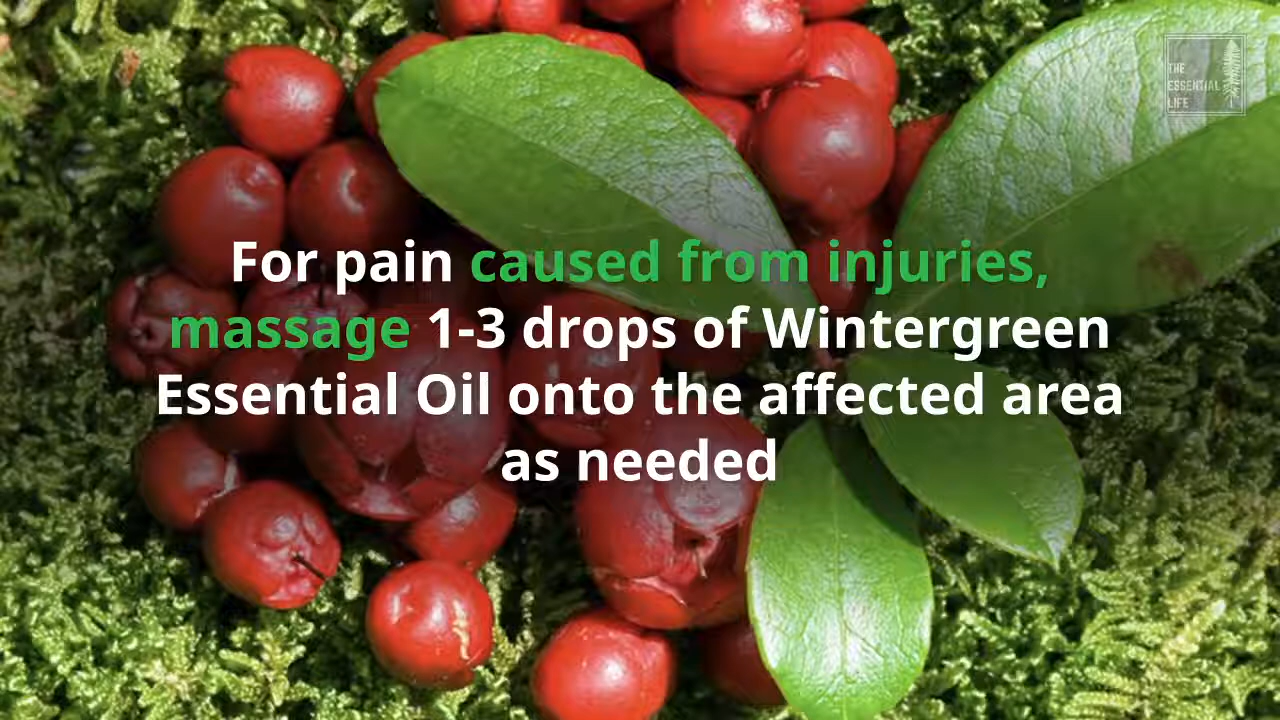 THE
ESSENTIAL
LIFE
For pain caused from injuries,
massage 1-3 drops of Wintergreen
Essential Oil onto the affected area
as needed